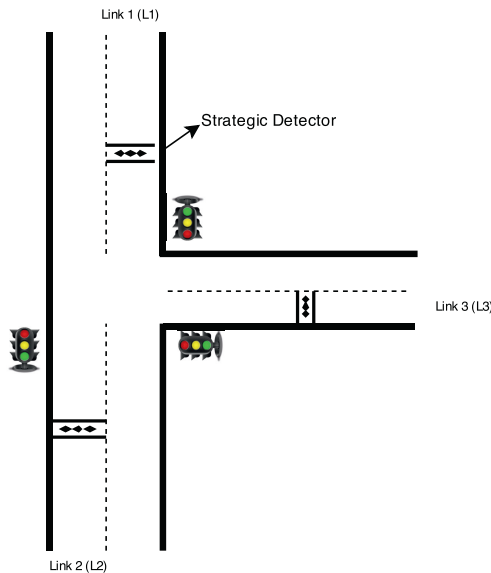 Link 1 (L1)
Strategic Detector
Link 3 (L3)
Link 2 (L2)